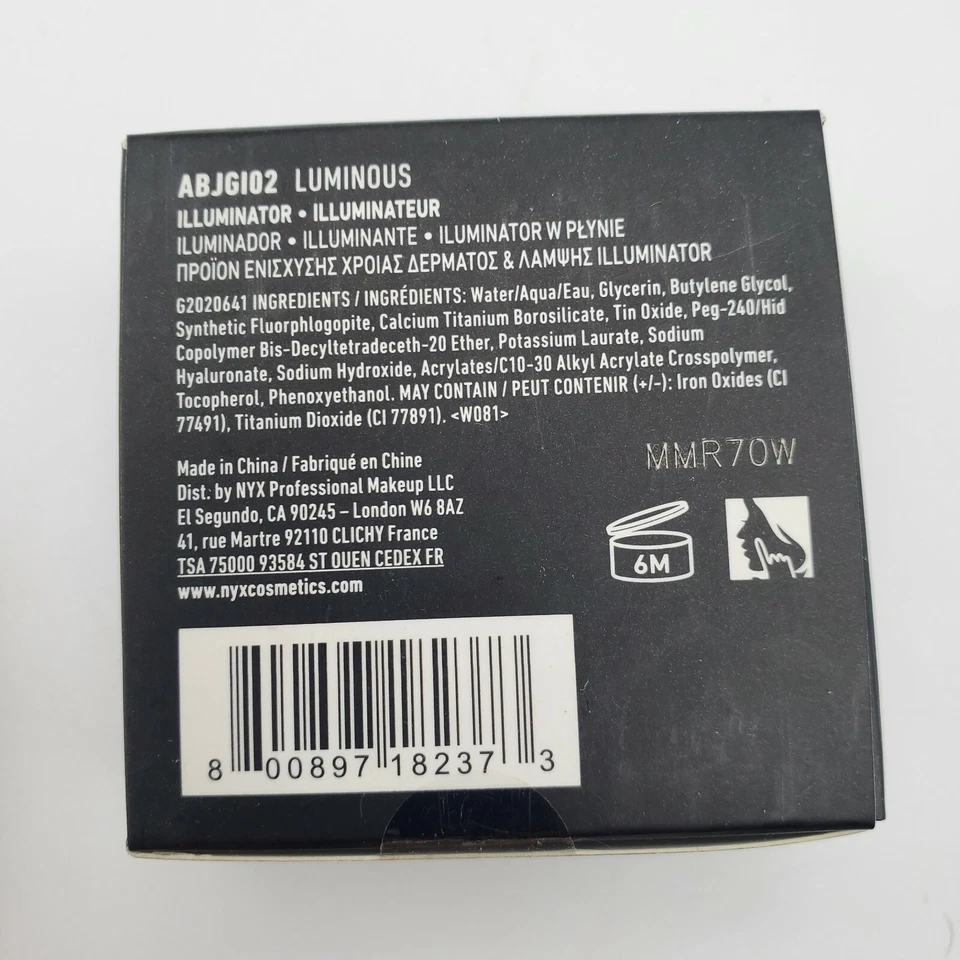 ABJGI02 LUMINOUS
ILLUMINATOR • ILLUMINATEUR
ILUMINADOR • ILLUMINANTE • ILUMINATOR W PŁYNIE
ΠΡΟΪΟΝ ΕΝΙΣΧΥΣΗΣ ΧΡΟΙΑΣ ΔΕΡΜΑΤΟΣ & ΛΑΜΨΗΣ ILLUMINATOR
G2020641 INGREDIENTS / INGRÉDIENTS: Water/Aqua/Eau, Glycerin, Butylene Glycol,
Synthetic Fluorphlogopite, Calcium Titanium Borosilicate, Tin Oxide, Peg-240/Hid
Copolymer Bis-Decyltetradeceth-20 Ether, Potassium Laurate, Sodium
Hyaluronate, Sodium Hydroxide, Acrylates/C10-30 Alkyl Acrylate Crosspolymer,
Tocopherol, Phenoxyethanol. MAY CONTAIN / PEUT CONTENIR (+/-): Iron Oxides (CI
77491), Titanium Dioxide (CI 77891). <W081>
MMR70W
Made in China / Fabriqué en Chine
Dist. by NYX Professional Makeup LLC
El Segundo, CA 90245 – London W6 8AZ
41, rue Martre 92110 CLICHY France
TSA 75000 93584 ST OUEN CEDEX FR
www.nyxcosmetics.com
6M
8 00897 18237 3